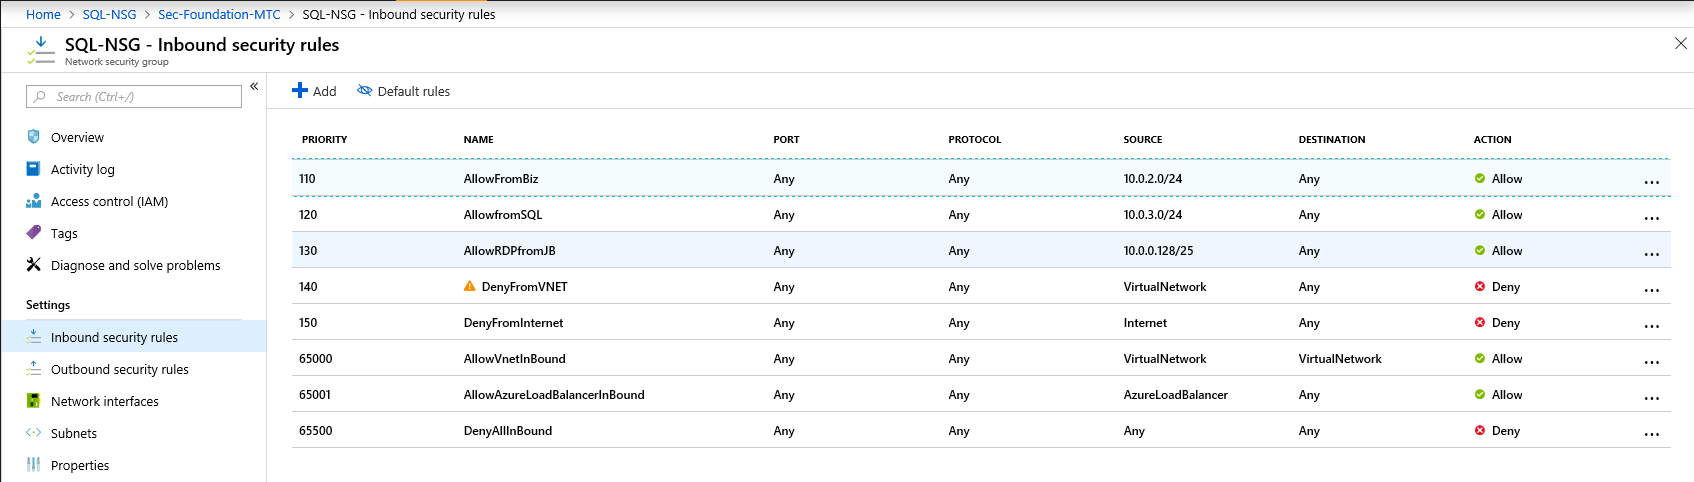 Home > SQL-NSG > Sec-Foundation-MTC > SQL-NSG - Inbound security rules
SQL-NSG - Inbound security rules
Network security group
Search (Ctrl+/)
«
Overview
Activity log
Access control (IAM)
Tags
Diagnose and solve problems
Settings
Inbound security rules
Outbound security rules
Network interfaces
Subnets
Properties
Add Default rules
PRIORITY NAME PORT PROTOCOL SOURCE DESTINATION ACTION
110 AllowFromBiz Any Any 10.0.2.0/24 Any Allow ...
120 AllowfromSQL Any Any 10.0.3.0/24 Any Allow ...
130 AllowRDPfromJB Any Any 10.0.0.128/25 Any Allow ...
140 DenyFromVNET Any Any VirtualNetwork Any Deny ...
150 DenyFromInternet Any Any Internet Any Deny ...
65000 AllowVnetInBound Any Any VirtualNetwork VirtualNetwork Allow ...
65001 AllowAzureLoadBalancerInBound Any Any AzureLoadBalancer Any Allow ...
65500 DenyAllInBound Any Any Any Any Deny ...